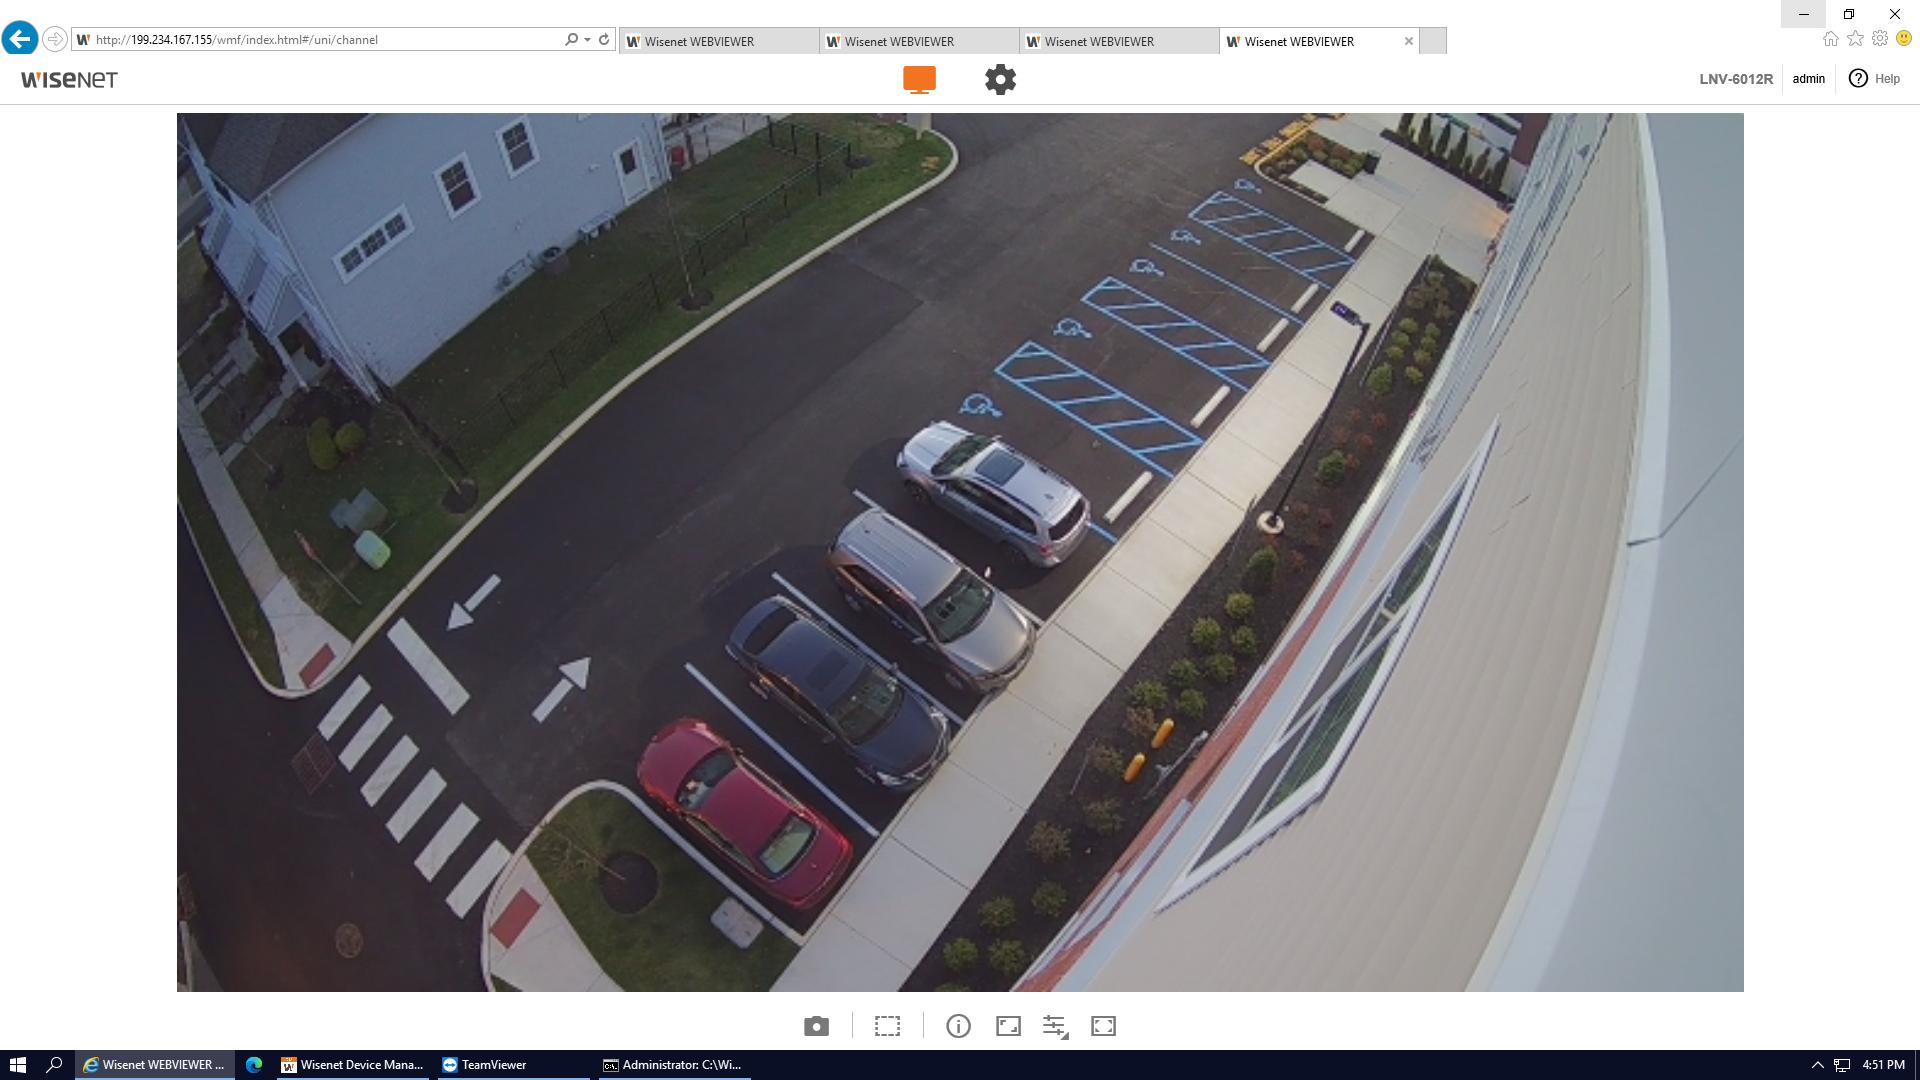 http://199.234.167.155/wmf/index.html#/uni/channel
Wisenet WEBVIEWER
Wisenet WEBVIEWER
Wisenet WEBVIEWER
Wisenet WEBVIEWER
WISENET
LNV-6012R
admin
? Help
Wisenet WEBVIEWER ...
Wisenet Device Mana...
TeamViewer
Administrator: C:\Wi...
4:51 PM